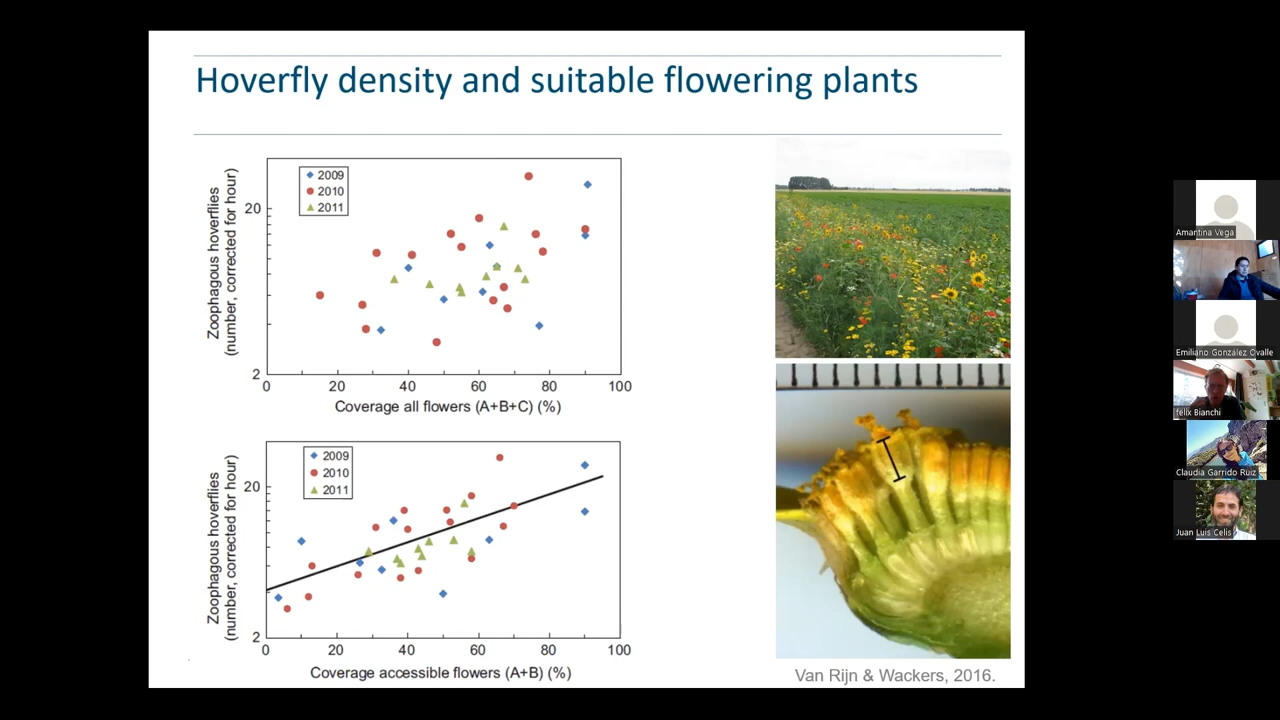 Hoverfly density and suitable flowering plants
Zoophagous hoverflies
(number, corrected for hour)
20
2
2009
2010
2011
0 20 40 60 80 100
Coverage all flowers (A+B+C) (%)
Zoophagous hoverflies
(number, corrected for hour)
20
2
2009
2010
2011
0 20 40 60 80 100
Coverage accessible flowers (A+B) (%)
Van Rijn & Wackers, 2016.
Amantina Vega
Emiliano González Ovalle
felix Bianchi
Claudia Garrido Ruiz
Juan Luis Celis